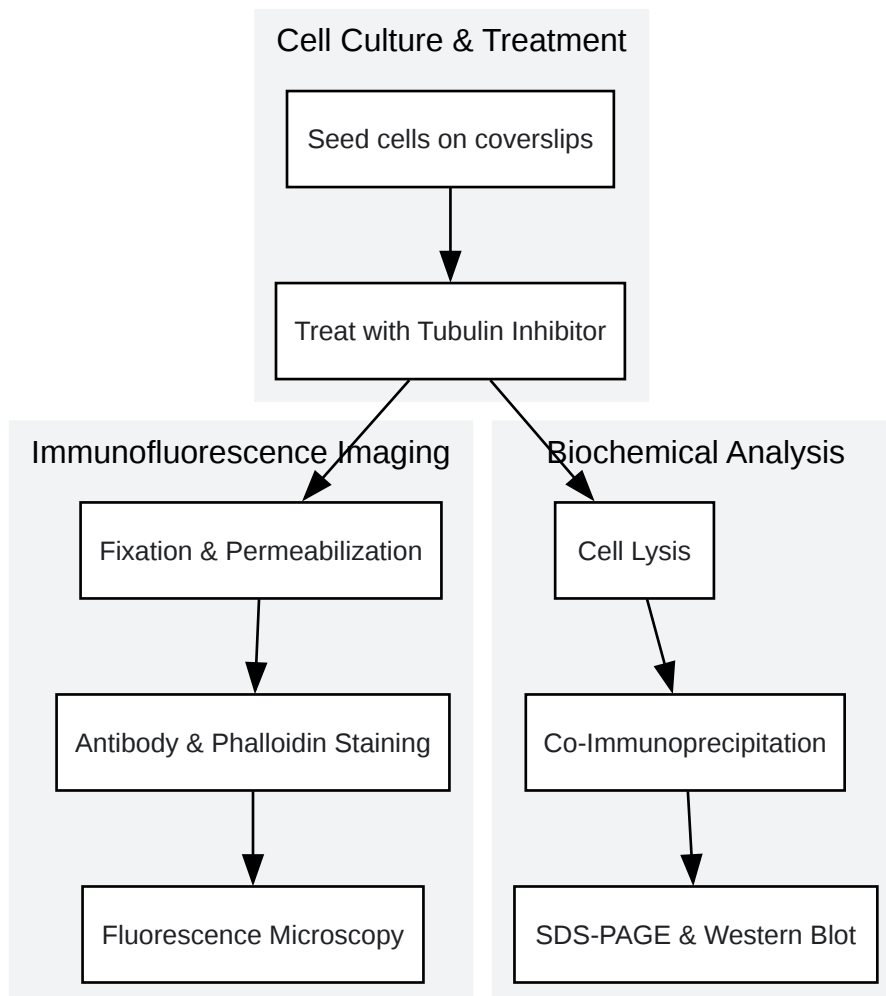 Cell Culture & Treatment
Seed cells on coverslips
Treat with Tubulin Inhibitor
Immunofluorescence Imaging
Fixation & Permeabilization
Antibody & Phalloidin Staining
Fluorescence Microscopy
Biochemical Analysis
Cell Lysis
Co-Immunoprecipitation
SDS-PAGE & Western Blot